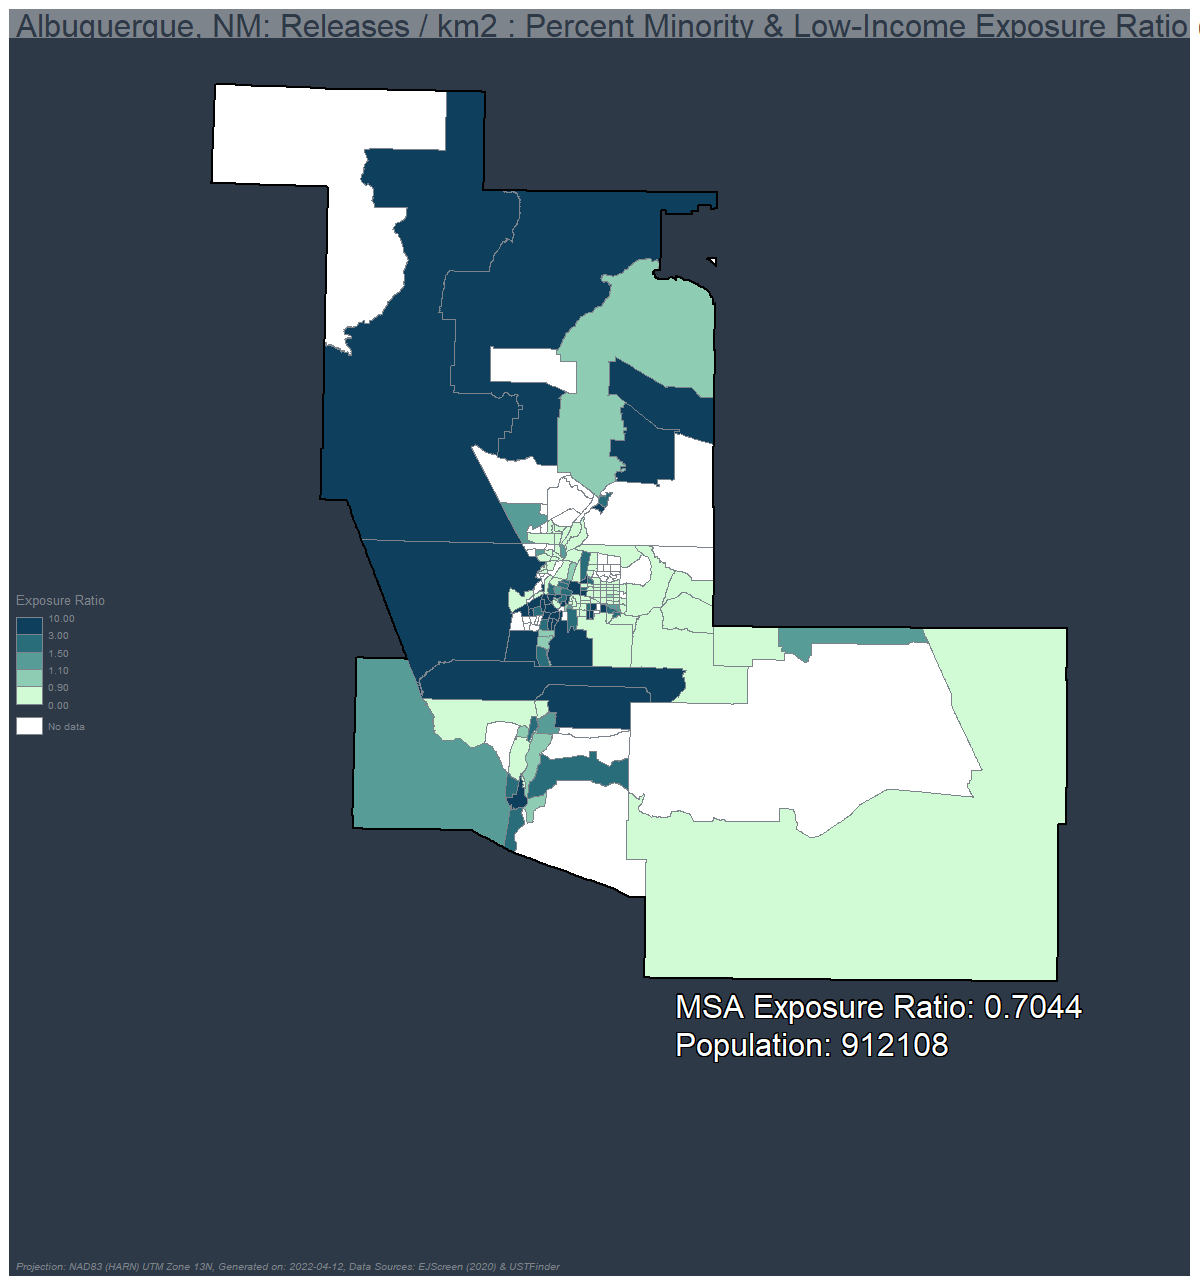 Albuquerque, NM: Releases / km2 : Percent Minority & Low-Income Exposure Ratio
Exposure Ratio
10.00
3.00
1.50
1.10
0.90
0.00
No data
MSA Exposure Ratio: 0.7044
Population: 912108
Projection: NAD83 (HARN) UTM Zone 13N, Generated on: 2022-04-12, Data Sources: EJScreen (2020) & USTFinder